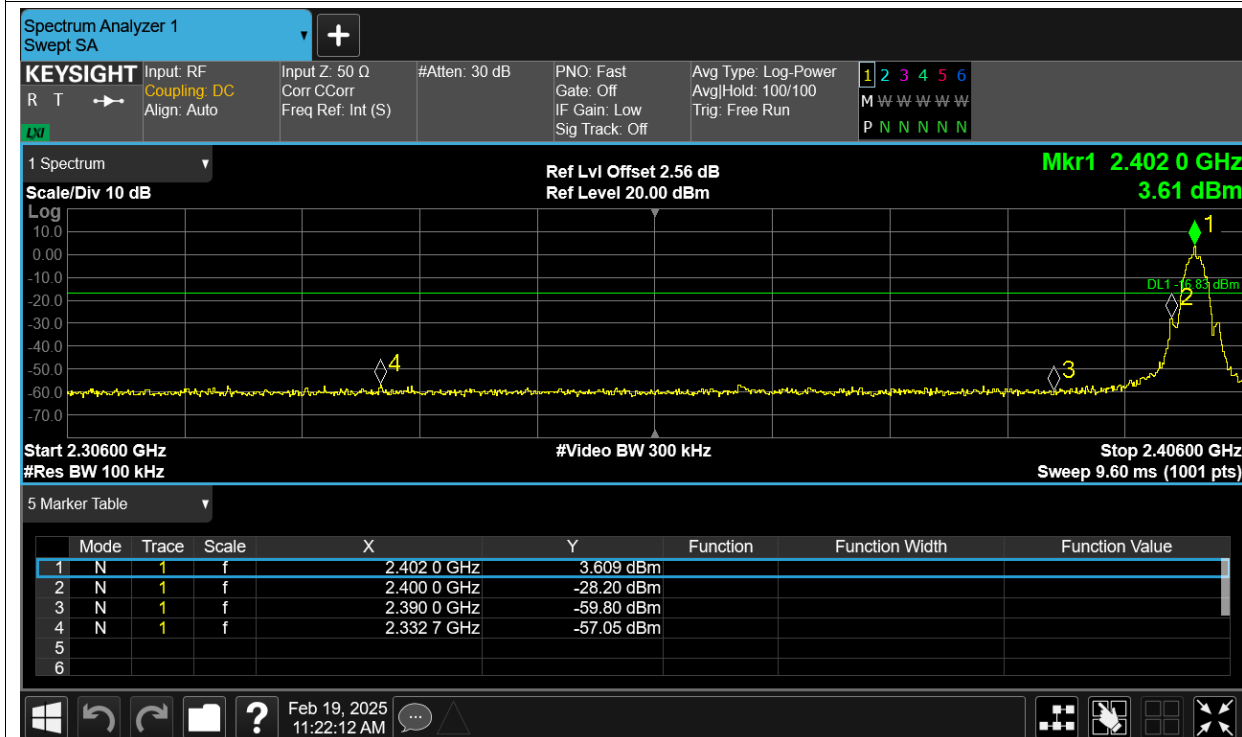 Spectrum Analyzer 1
Swept SA
+
KEYSIGHT
R T
LXI
Input: RF
Coupling: DC
Align: Auto
Input Z: 50 Ω
Corr CCorr
Freq Ref: Int (S)
#Atten: 30 dB
PNO: Fast
Gate: Off
IF Gain: Low
Sig Track: Off
Avg Type: Log-Power
Avg|Hold: 100/100
Trig: Free Run
1 2 3 4 5 6
M W W W W W
P N N N N N
1 Spectrum
Scale/Div 10 dB
Ref Lvl Offset 2.56 dB
Ref Level 20.00 dBm
Mkr1 2.402 0 GHz
3.61 dBm
Log
10.0
0.00
-10.0
-20.0
-30.0
-40.0
-50.0
-60.0
-70.0
1
DL1 -16.83 dBm
2
3
4
Start 2.30600 GHz
#Video BW 300 kHz
Stop 2.40600 GHz
#Res BW 100 kHz
Sweep 9.60 ms (1001 pts)
5 Marker Table
Mode Trace Scale X Y Function Function Width Function Value
1 N 1 f 2.402 0 GHz 3.609 dBm
2 N 1 f 2.400 0 GHz -28.20 dBm
3 N 1 f 2.390 0 GHz -59.80 dBm
4 N 1 f 2.332 7 GHz -57.05 dBm
5
6
?
Feb 19, 2025
11:22:12 AM